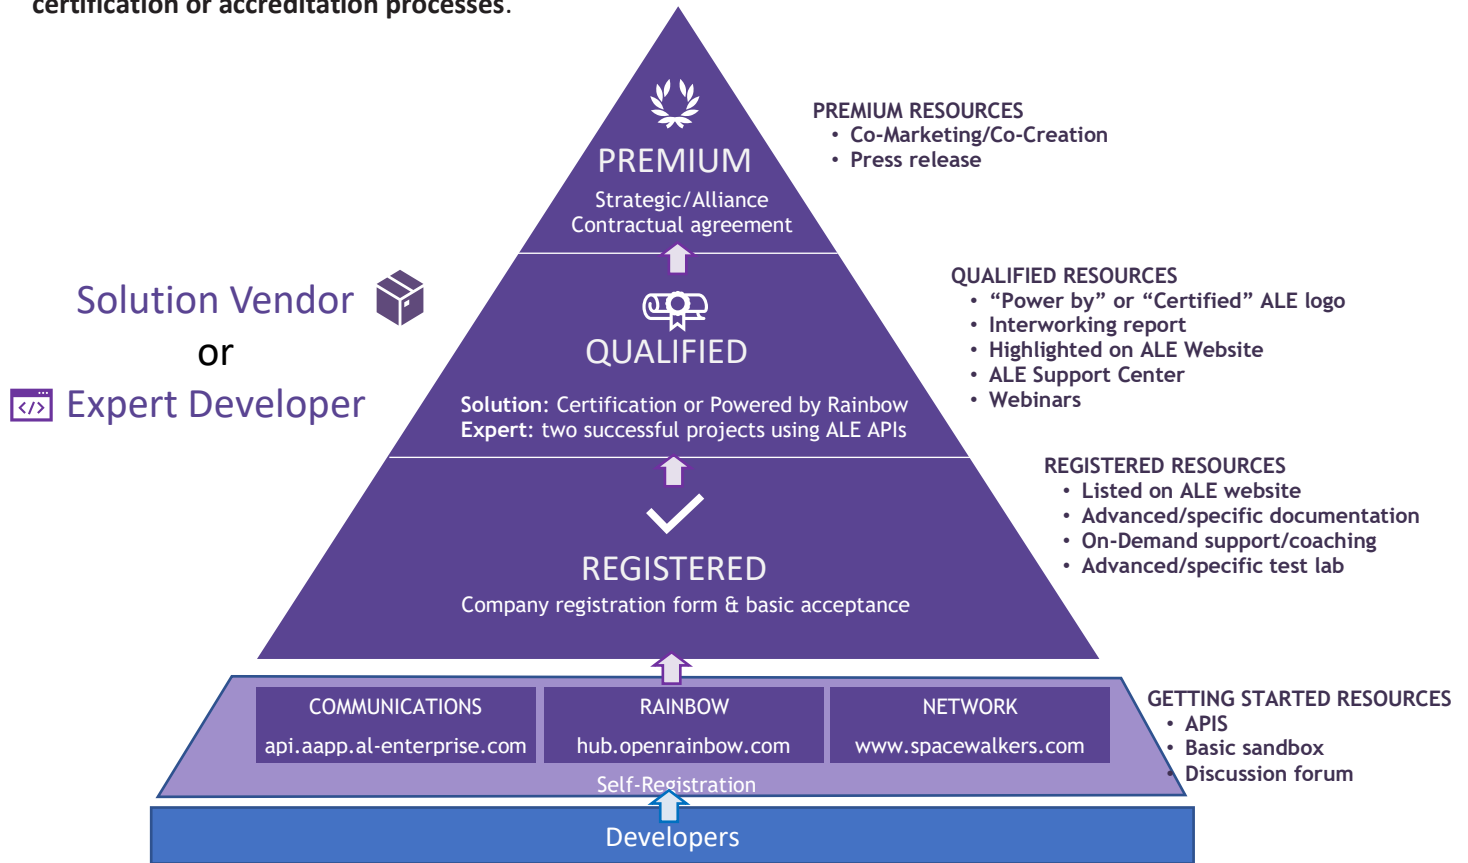 certification or accreditation processes.
PREMIUM
Strategic/Alliance
Contractual agreement
PREMIUM RESOURCES
• Co-Marketing/Co-Creation
• Press release
Solution Vendor
or
</> Expert Developer
QUALIFIED
Solution: Certification or Powered by Rainbow
Expert: two successful projects using ALE APIs
QUALIFIED RESOURCES
• “Power by” or “Certified” ALE logo
• Interworking report
• Highlighted on ALE Website
• ALE Support Center
• Webinars
REGISTERED
Company registration form & basic acceptance
REGISTERED RESOURCES
• Listed on ALE website
• Advanced/specific documentation
• On-Demand support/coaching
• Advanced/specific test lab
COMMUNICATIONS
api.aapp.al-enterprise.com
RAINBOW
hub.openrainbow.com
NETWORK
www.spacewalkers.com
Self-Registration
GETTING STARTED RESOURCES
• APIS
• Basic sandbox
• Discussion forum
Developers